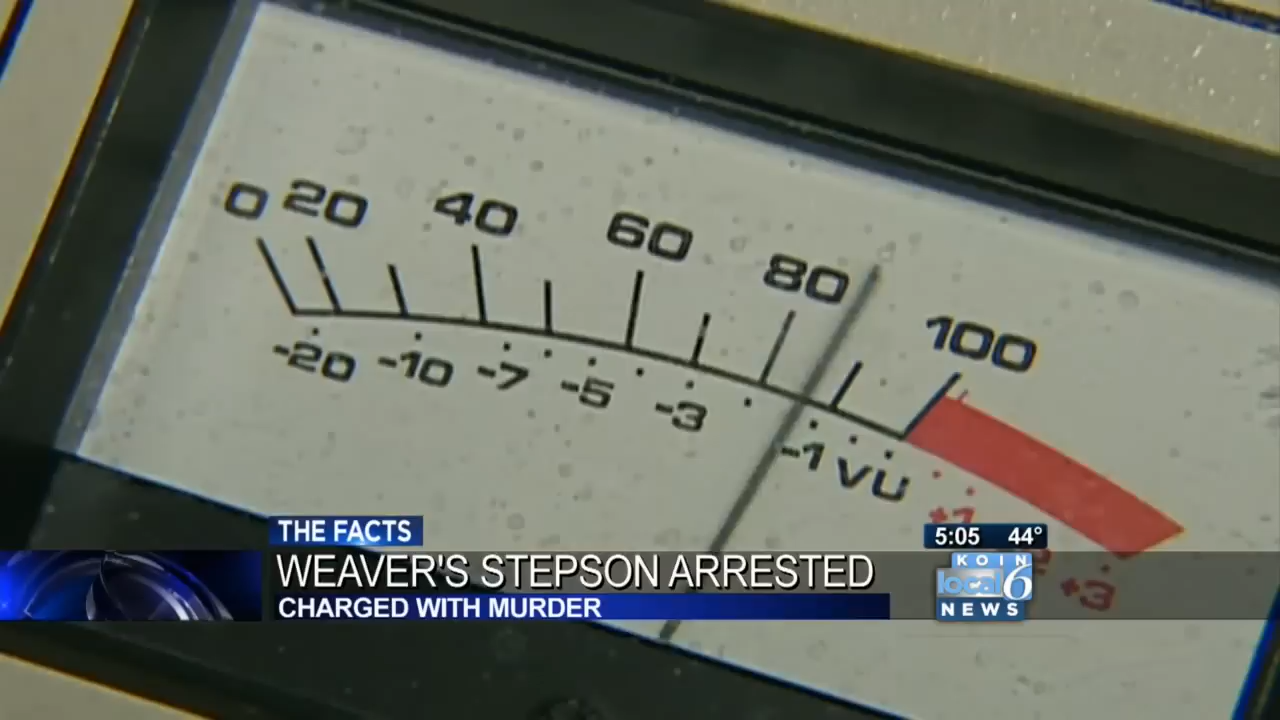 0 20 40 60 80 100
-20 -10 -7 -5 -3 -1 VU
+3
THE FACTS
WEAVER'S STEPSON ARRESTED
CHARGED WITH MURDER
5:05 44°
KOIN
local 6
NEWS